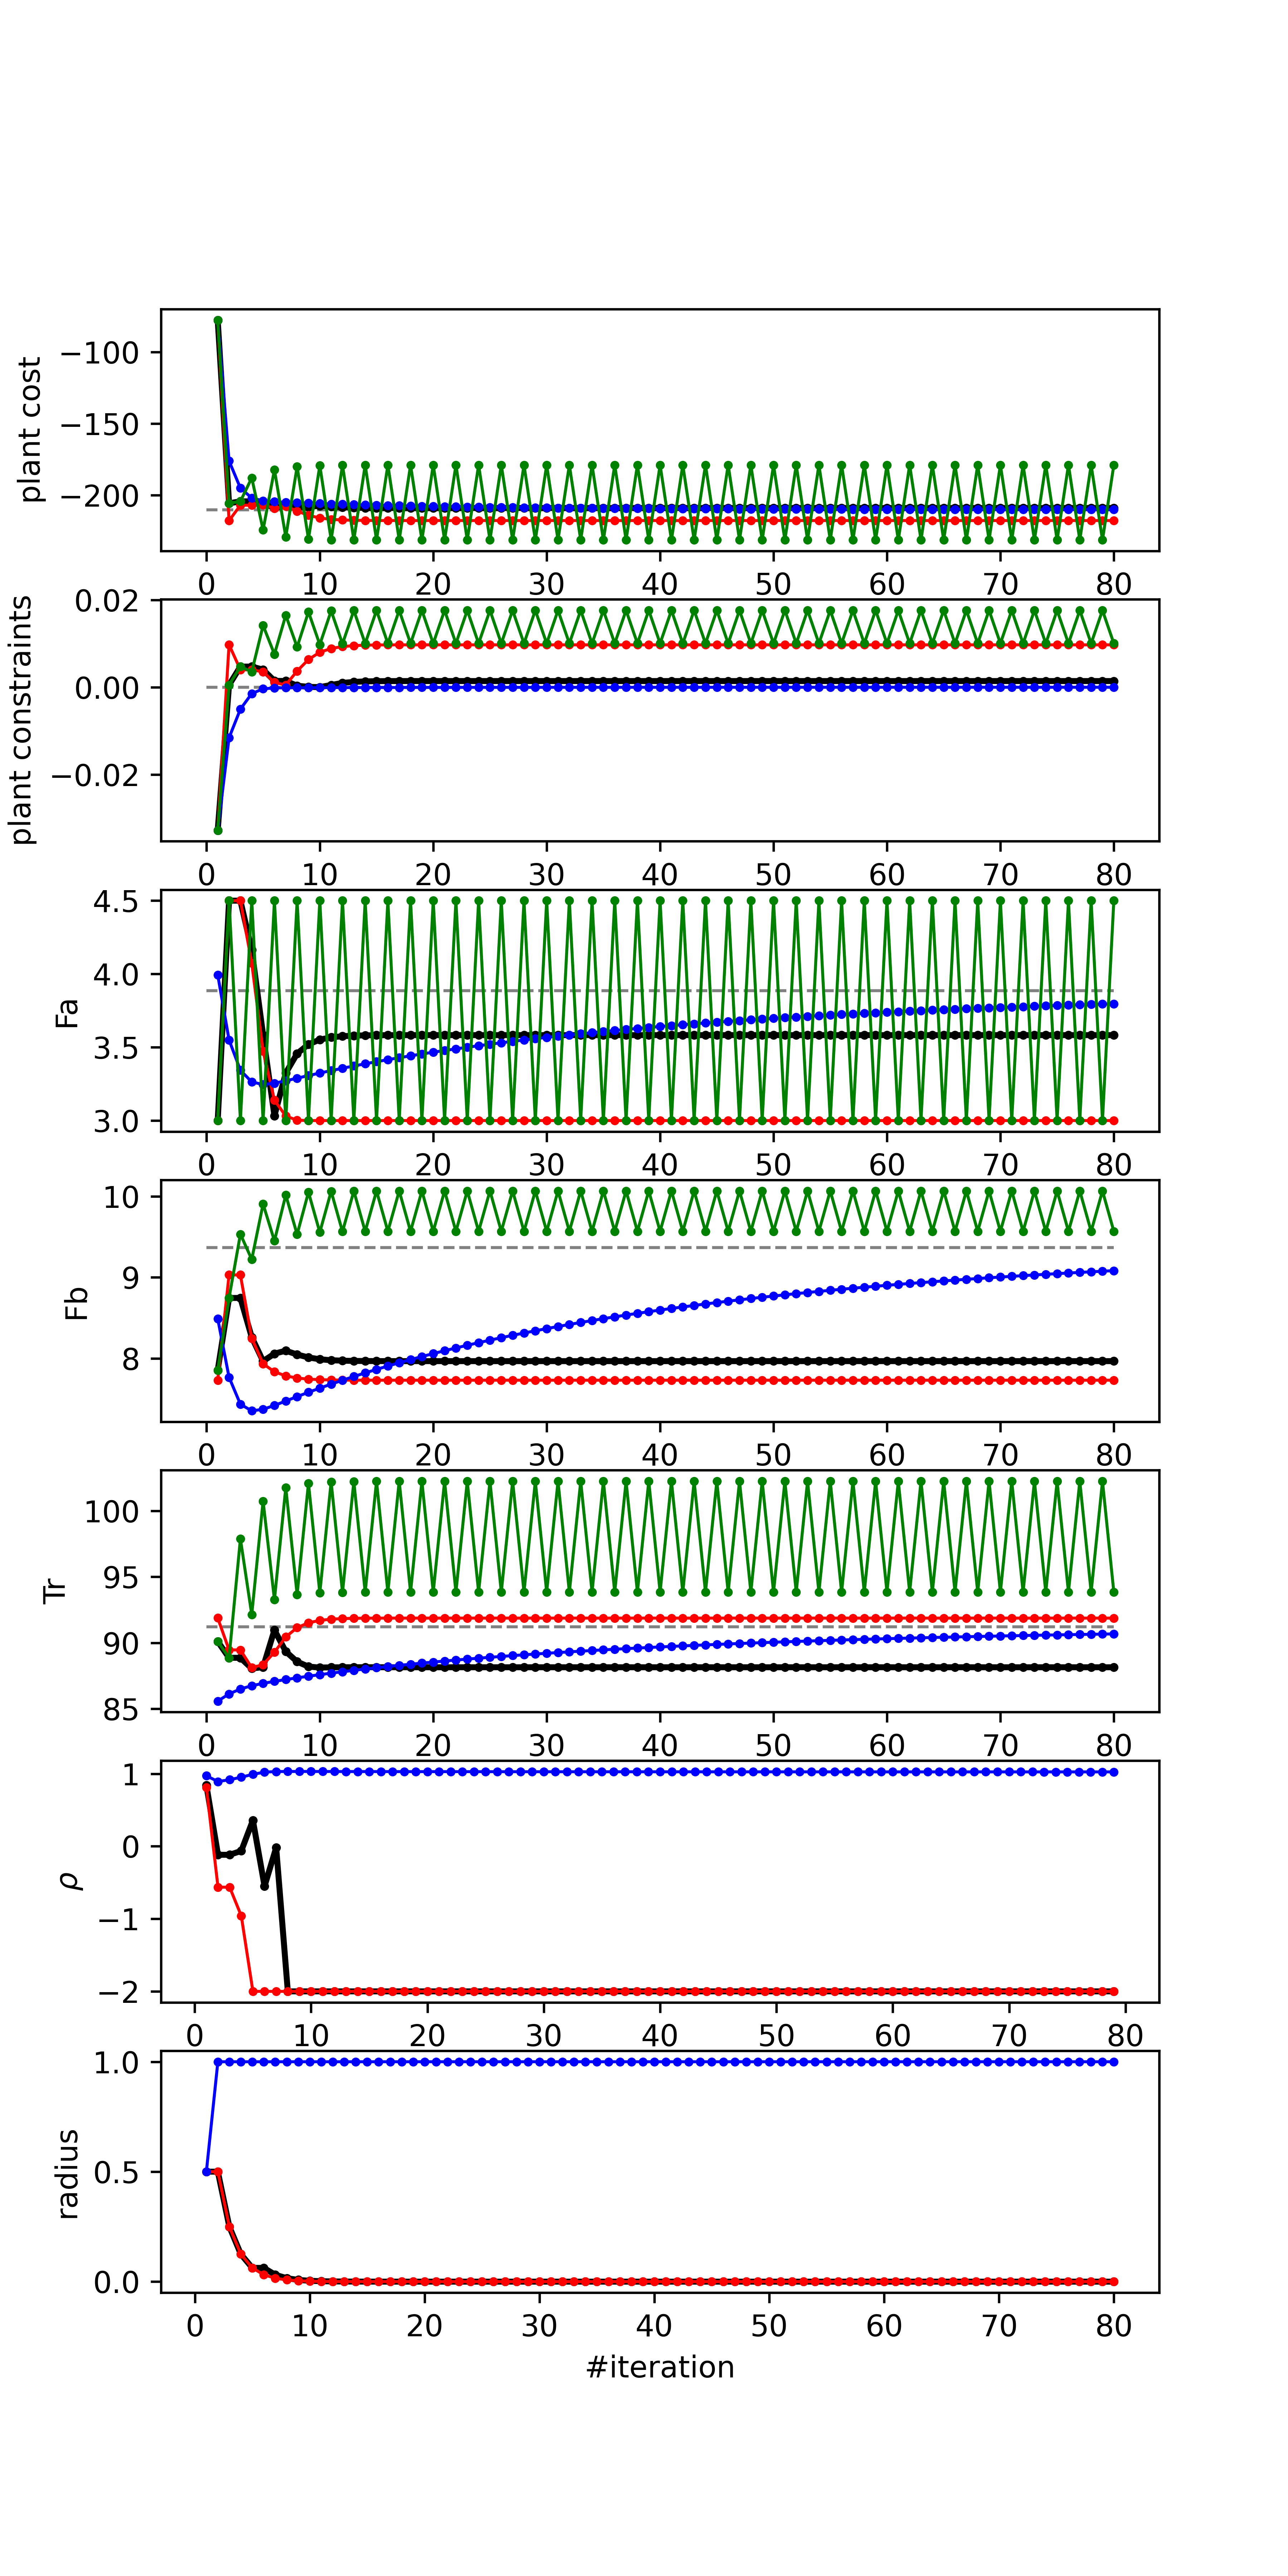 plant cost
−100
−150
−200
0 10 20 30 40 50 60 70 80
plant constraints
0.02
0.00
−0.02
0 10 20 30 40 50 60 70 80
Fa
4.5
4.0
3.5
3.0
0 10 20 30 40 50 60 70 80
Fb
10
9
8
0 10 20 30 40 50 60 70 80
Tr
100
95
90
85
0 10 20 30 40 50 60 70 80
ρ
1
0
−1
−2
0 10 20 30 40 50 60 70 80
radius
1.0
0.5
0.0
0 10 20 30 40 50 60 70 80
#iteration